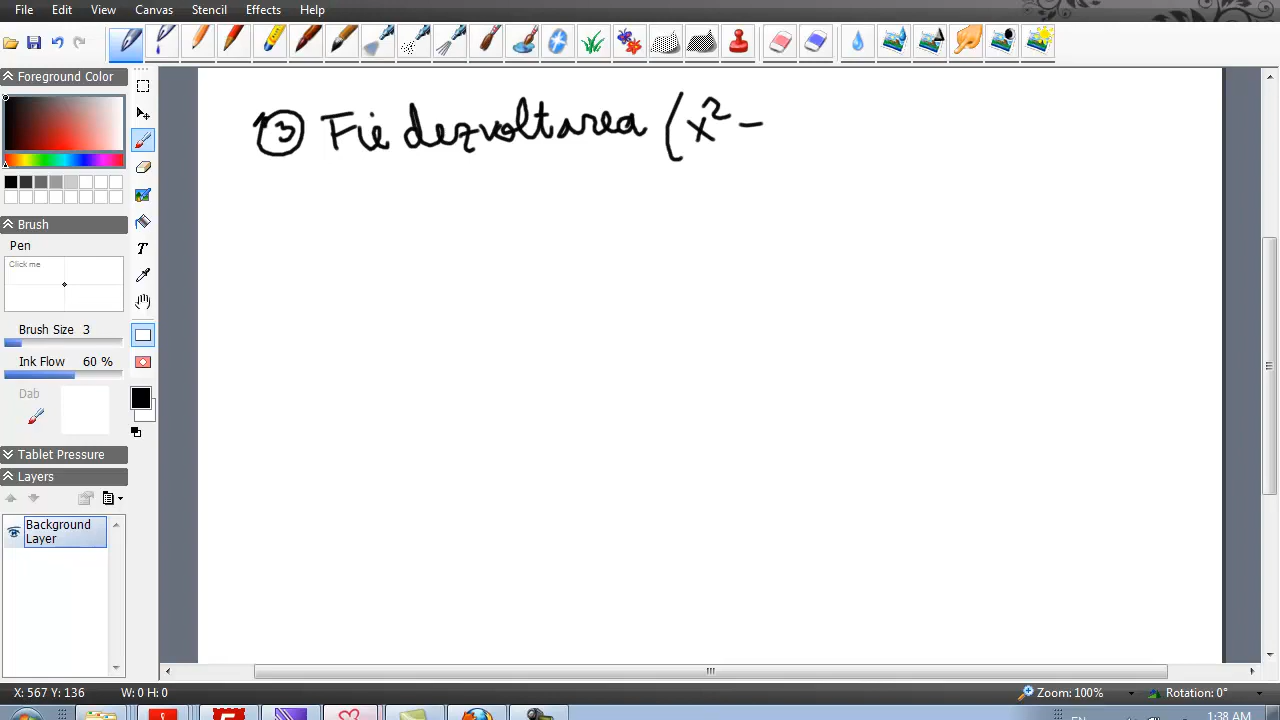 File Edit View Canvas Stencil Effects Help
Foreground Color
Brush
Pen
Click me
Brush Size 3
Ink Flow 60 %
Dab
Tablet Pressure
Layers
Background
Layer
③ Fie dezvoltarea (x² –
X: 567 Y: 136 W: 0 H: 0 Zoom: 100% Rotation: 0°
EN 1:38 AM